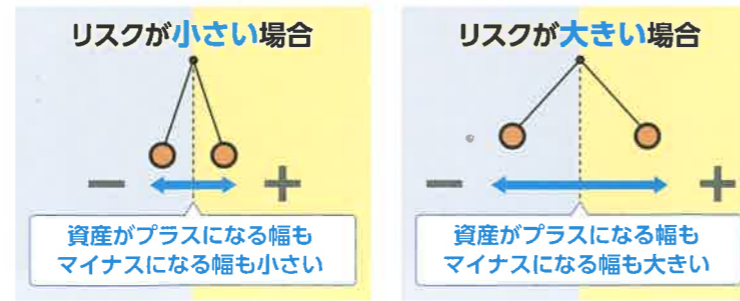 リスクが小さい場合
－ ＋
資産がプラスになる幅も
マイナスになる幅も小さい
リスクが大きい場合
－ ＋
資産がプラスになる幅も
マイナスになる幅も大きい